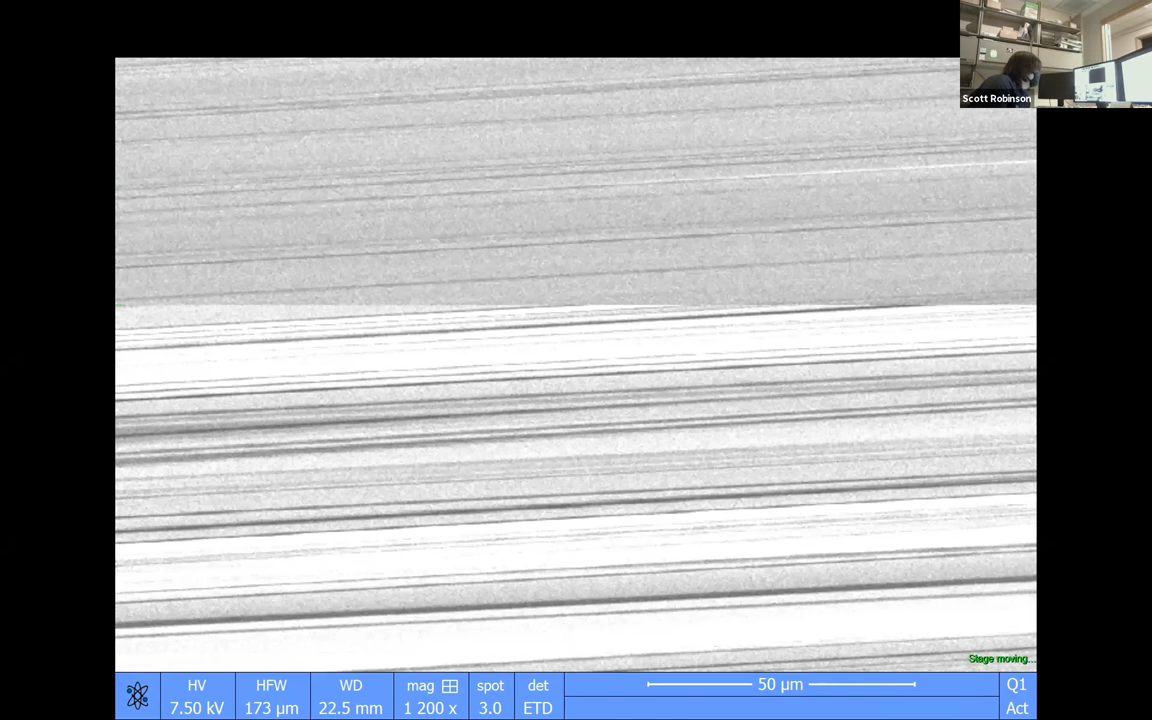 Scott Robinson
Stage moving...
HV HFW WD mag spot det 50 µm Q1
7.50 kV 173 µm 22.5 mm 1 200 x 3.0 ETD Act